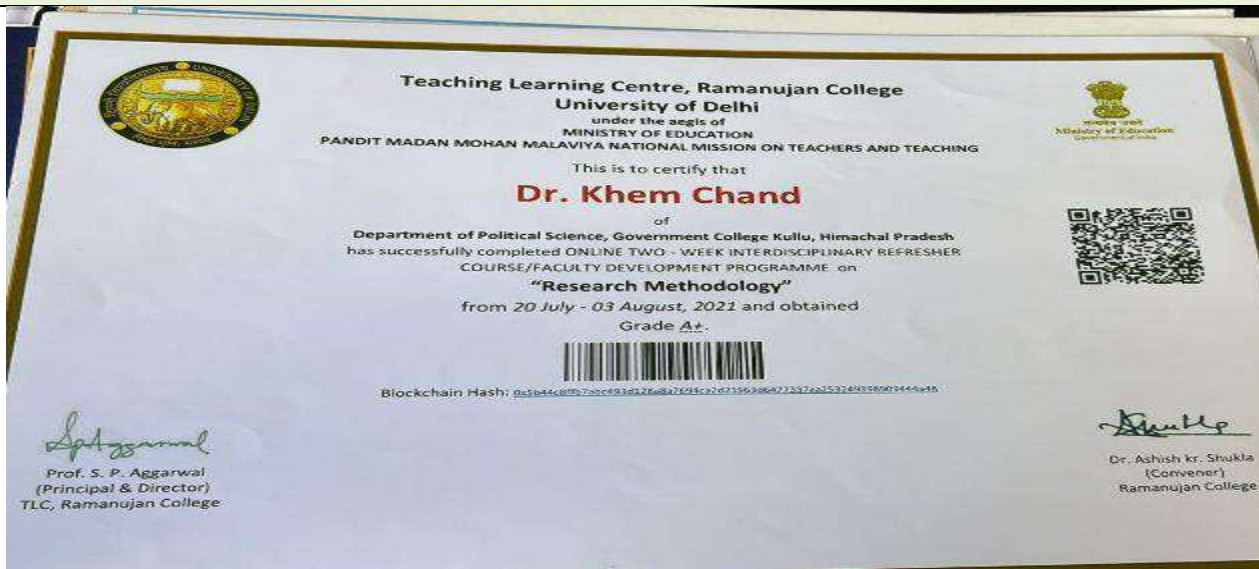 Teaching Learning Centre, Ramanujan College
University of Delhi
under the aegis of
MINISTRY OF EDUCATION
PANDIT MADAN MOHAN MALAVIYA NATIONAL MISSION ON TEACHERS AND TEACHING
Ministry of Education
Government of India
This is to certify that
Dr. Khem Chand
of
Department of Political Science, Government College Kullu, Himachal Pradesh
has successfully completed ONLINE TWO - WEEK INTERDISCIPLINARY REFRESHER
COURSE/FACULTY DEVELOPMENT PROGRAMME on
"Research Methodology"
from 20 July - 03 August, 2021 and obtained
Grade A+.
Blockchain Hash:
Prof. S. P. Aggarwal
(Principal & Director)
TLC, Ramanujan College
Dr. Ashish kr. Shukla
(Convener)
Ramanujan College